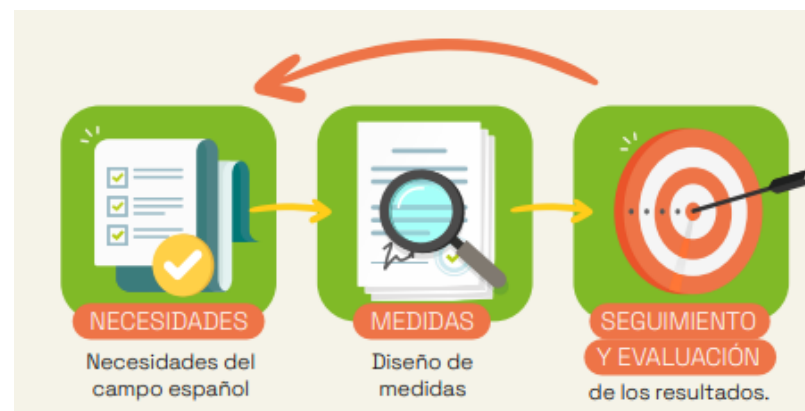 NECESIDADES
Necesidades del
campo español
MEDIDAS
Diseño de
medidas
SEGUIMIENTO
Y EVALUACIÓN
de los resultados.